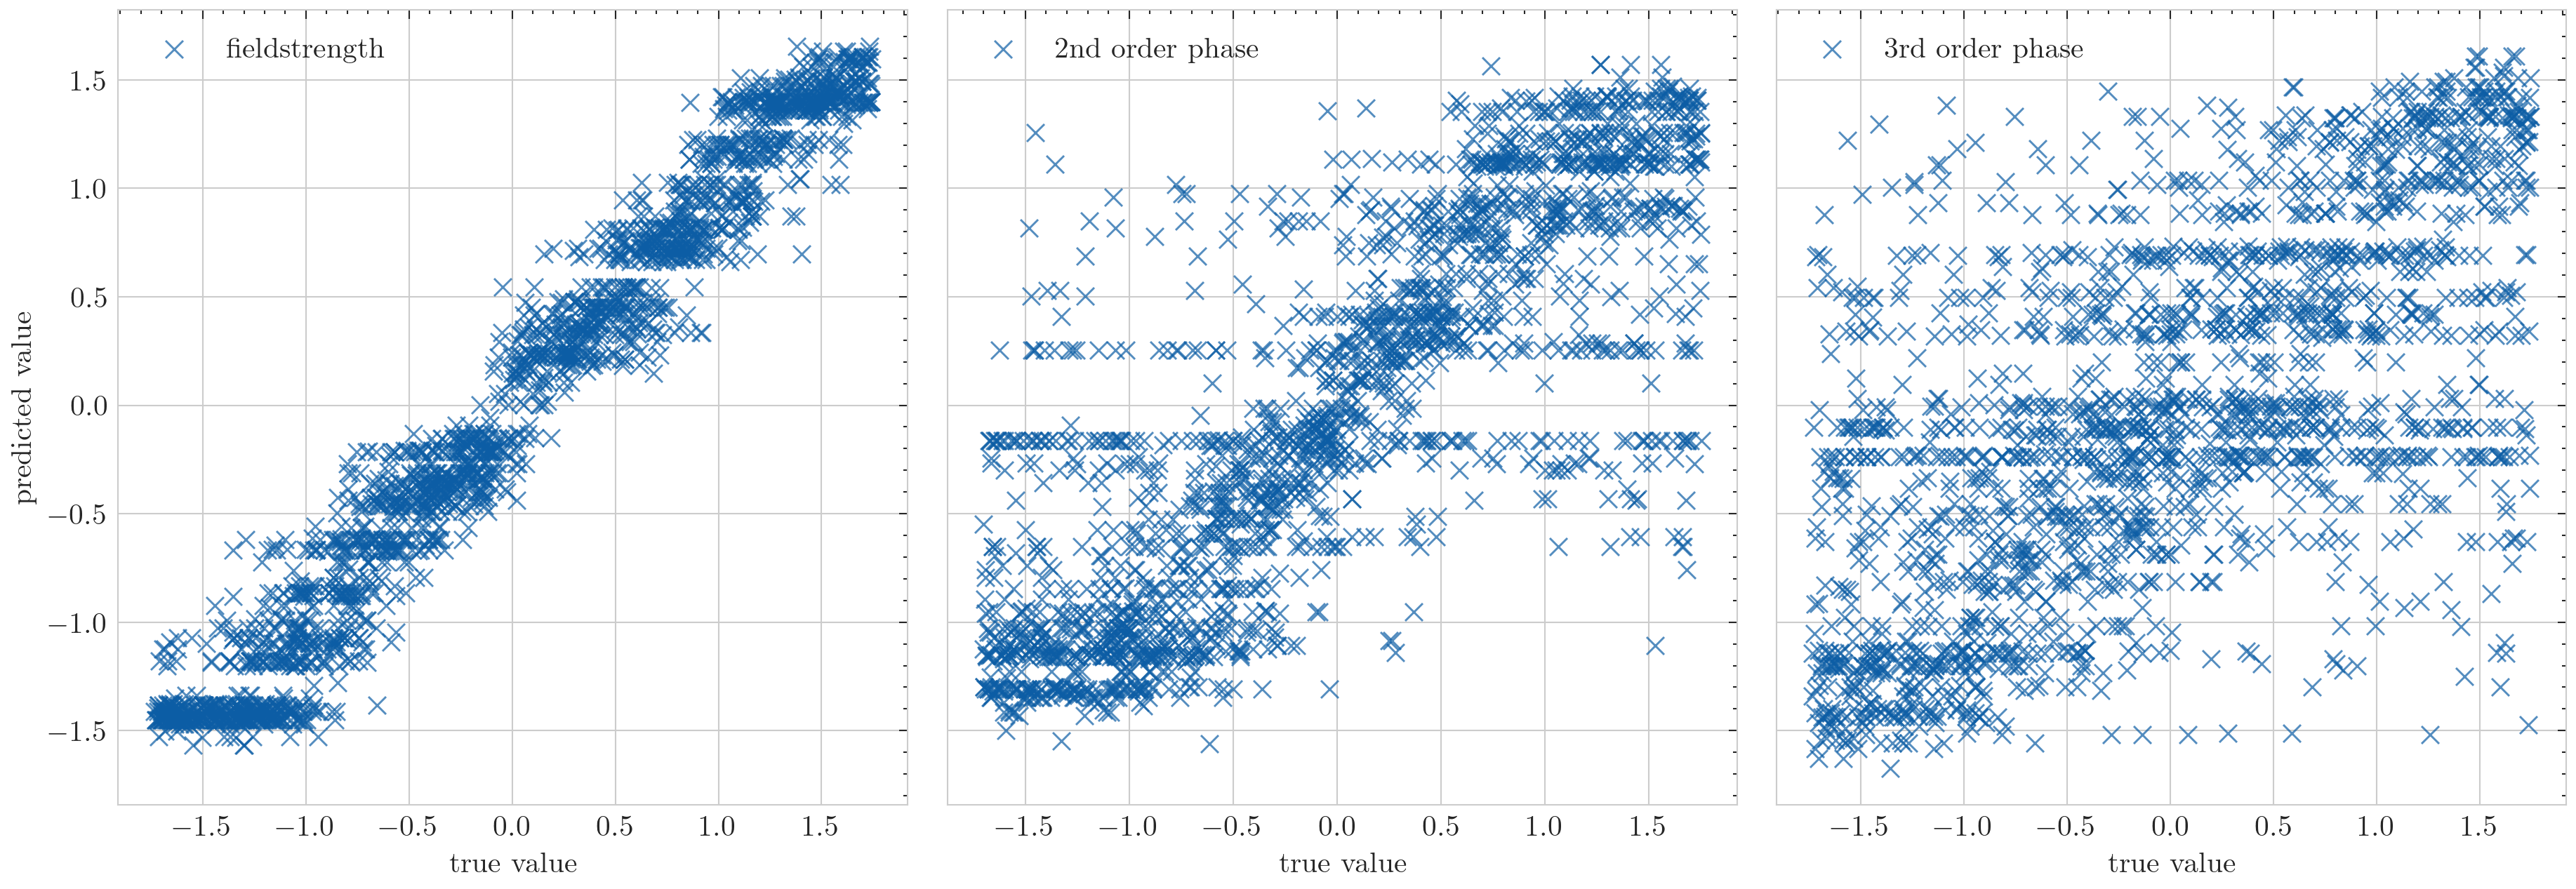 fieldstrength
2nd order phase
3rd order phase
1.5
1.0
0.5
0.0
−0.5
−1.0
−1.5
predicted value
−1.5 −1.0 −0.5 0.0 0.5 1.0 1.5
−1.5 −1.0 −0.5 0.0 0.5 1.0 1.5
−1.5 −1.0 −0.5 0.0 0.5 1.0 1.5
true value
true value
true value